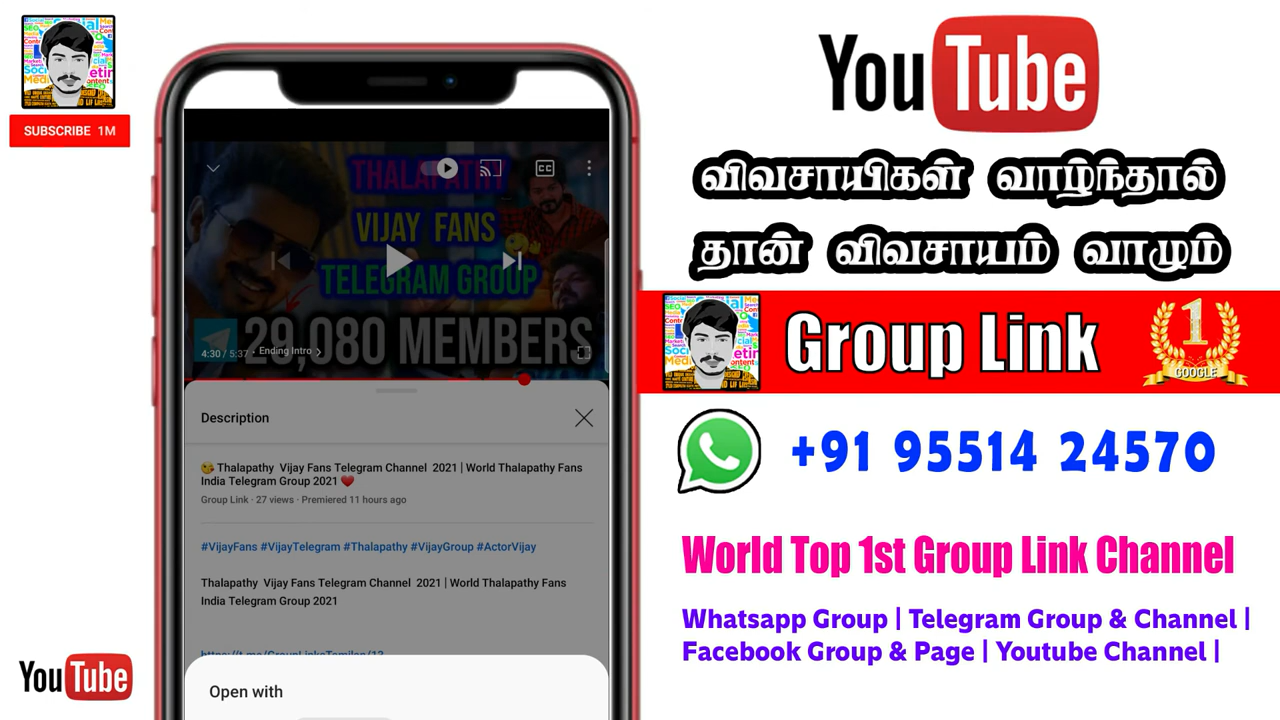 SUBSCRIBE 1M
THALAPATHY
VIJAY FANS
TELEGRAM GROUP
29,080 MEMBERS
4:30 / 5:37 • Ending Intro
Description
Thalapathy Vijay Fans Telegram Channel 2021 | World Thalapathy Fans
India Telegram Group 2021
Group Link · 27 views · Premiered 11 hours ago
#VijayFans #VijayTelegram #Thalapathy #VijayGroup #ActorVijay
Thalapathy Vijay Fans Telegram Channel 2021 | World Thalapathy Fans
India Telegram Group 2021
https://t.me/GroupLinksTamilan/13
Open with
YouTube
YouTube
விவசாயிகள் வாழ்ந்தால்
தான் விவசாயம் வாழும்
Group Link
1
GOOGLE
+91 95514 24570
World Top 1st Group Link Channel
Whatsapp Group | Telegram Group & Channel |
Facebook Group & Page | Youtube Channel |